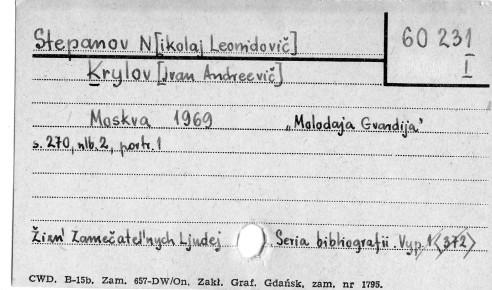 Stepanov N[ikolaj Leonidovič]
60 231
I
Krylov [Ivan Andreevič]
Moskva 1969 „Molodaja Gvardija"
s. 270, nlb. 2, portr. 1
Žizn' Zamečatel'nych Ljudej. Seria bibliografii. Vyp. 1 <372>
CWD. B-15b. Zam. 657-DW/On. Zakł. Graf. Gdańsk, zam. nr 1795.